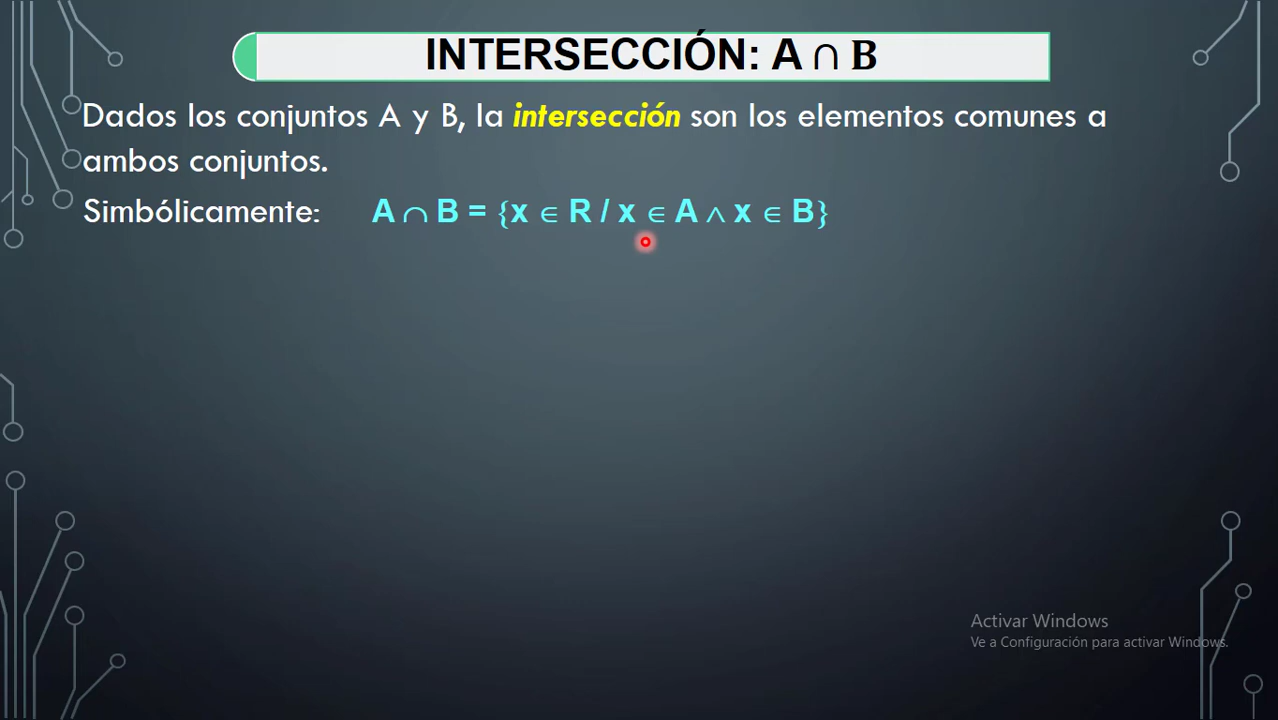 INTERSECCIÓN: A ∩ B
Dados los conjuntos A y B, la intersección son los elementos comunes a
ambos conjuntos.
Simbólicamente: A ∩ B = {x ∈ R / x ∈ A ∧ x ∈ B}
Activar Windows
Ve a Configuración para activar Windows.